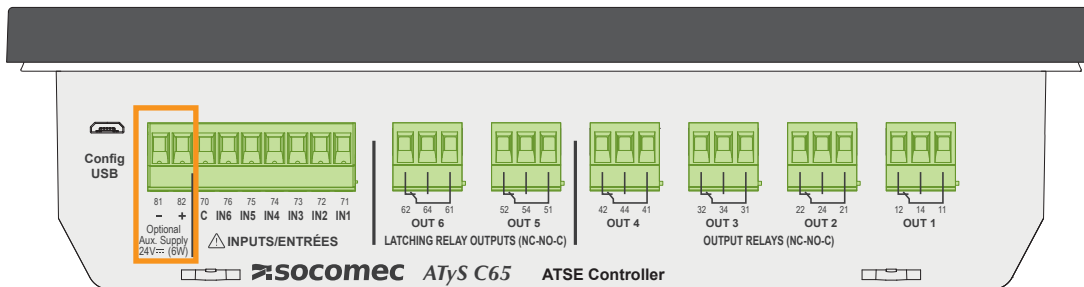 Config
USB
81 82 70 76 75 74 73 72 71
– + C IN6 IN5 IN4 IN3 IN2 IN1
Optional
Aux. Supply
24V⎓ (6W)
⚠ INPUTS/ENTRÉES
62 64 61
OUT 6
52 54 51
OUT 5
LATCHING RELAY OUTPUTS (NC-NO-C)
42 44 41
OUT 4
32 34 31
OUT 3
22 24 21
OUT 2
12 14 11
OUT 1
OUTPUT RELAYS (NC-NO-C)
socomec ATyS C65 ATSE Controller